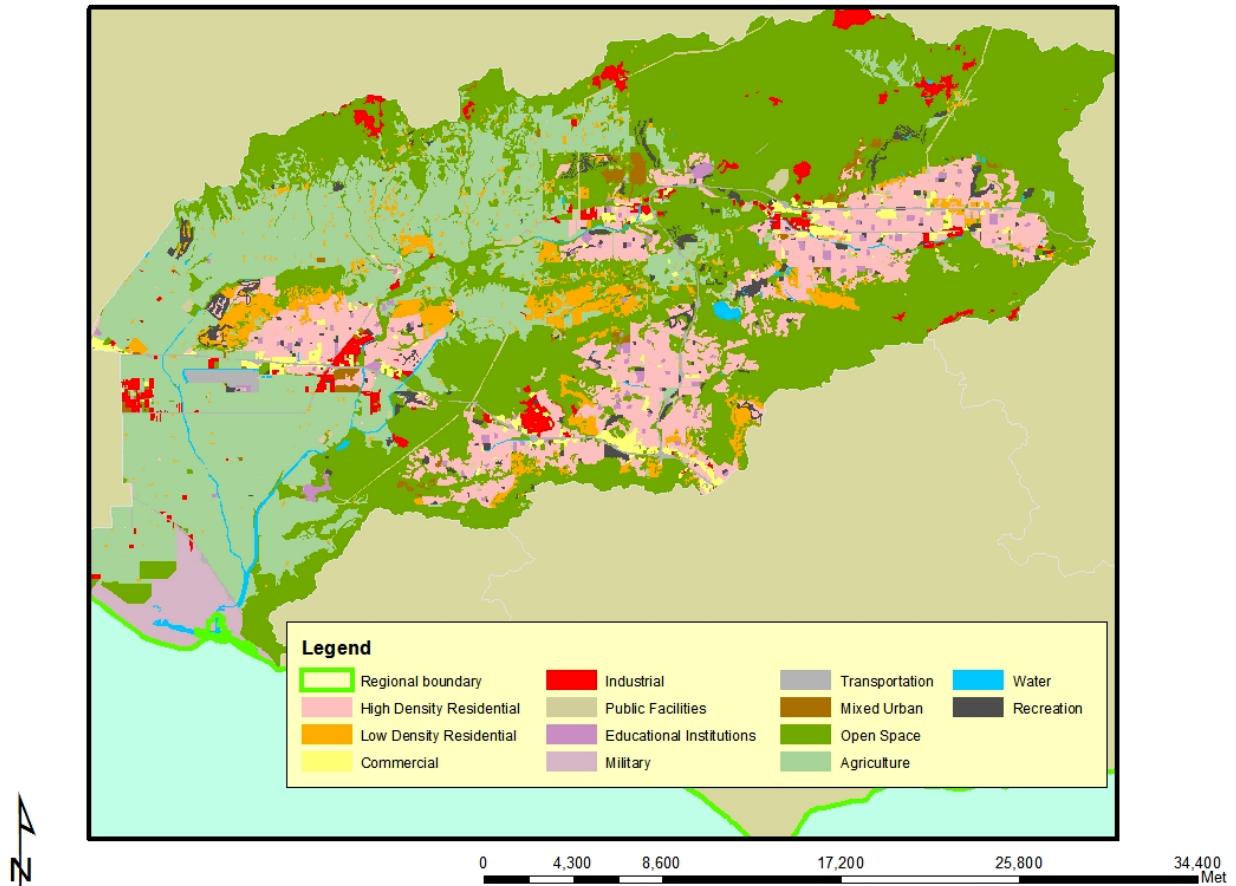 Legend
Regional boundary
High Density Residential
Low Density Residential
Commercial
Industrial
Public Facilities
Educational Institutions
Military
Transportation
Mixed Urban
Open Space
Agriculture
Water
Recreation
N
0 4,300 8,600 17,200 25,800 34,400
Met